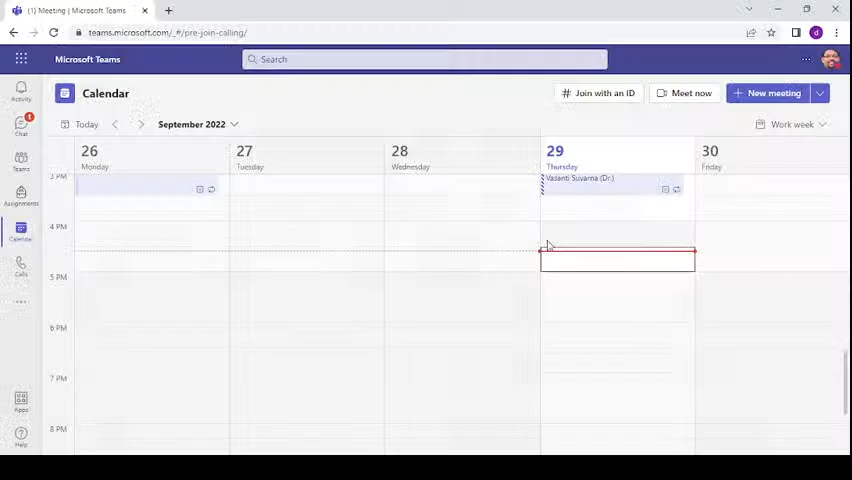 (1) Meeting | Microsoft Teams
teams.microsoft.com/_#/pre-join-calling/
d
Microsoft Teams
Search
Calendar
Join with an ID
Meet now
New meeting
Today
September 2022
Work week
26
Monday
27
Tuesday
28
Wednesday
29
Thursday
30
Friday
3 PM
Vasanti Suvarna (Dr.)
4 PM
5 PM
6 PM
7 PM
8 PM
Activity
1
Chat
Teams
Assignments
Calendar
Calls
Apps
Help